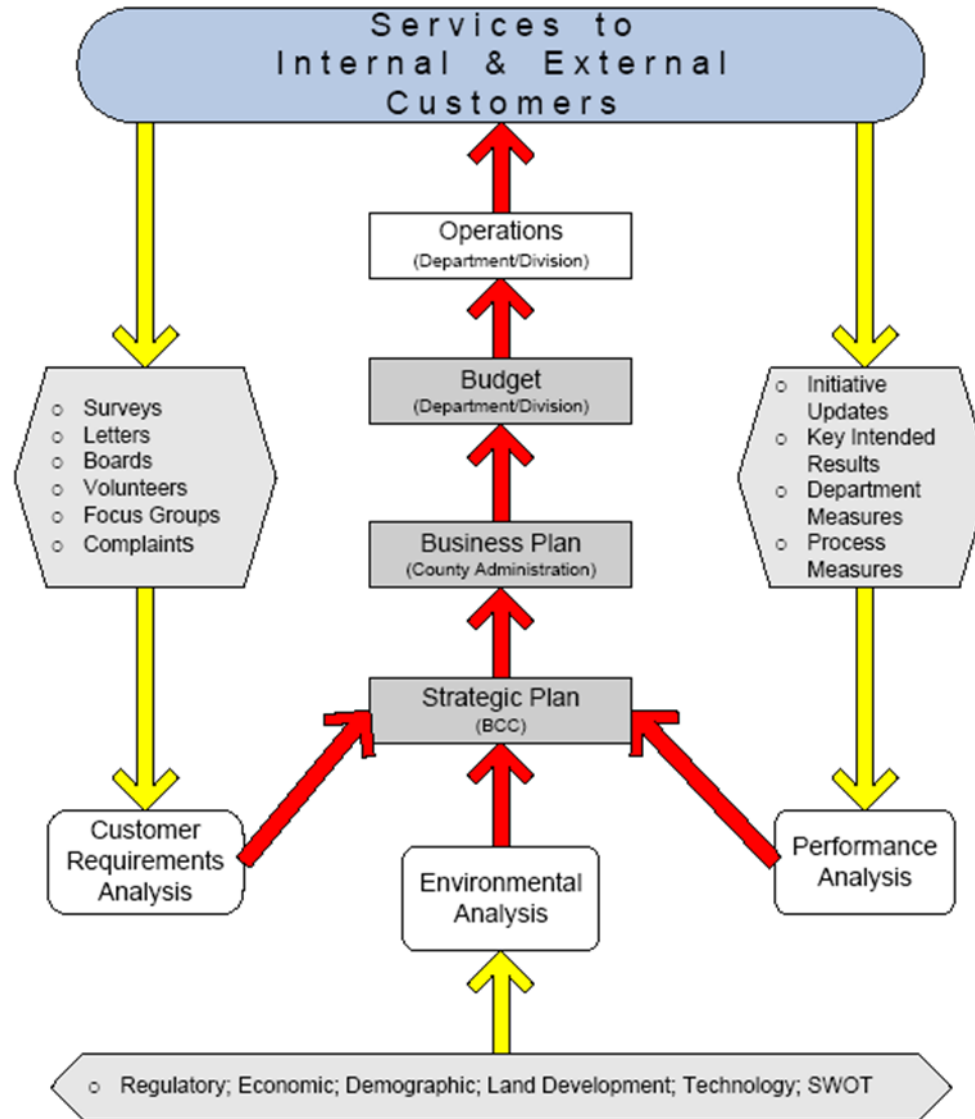 Services to
Internal & External
Customers
Operations
(Department/Division)
Budget
(Department/Division)
○ Surveys
○ Letters
○ Boards
○ Volunteers
○ Focus Groups
○ Complaints
○ Initiative
Updates
○ Key Intended
Results
○ Department
Measures
○ Process
Measures
Business Plan
(County Administration)
Strategic Plan
(BCC)
Customer
Requirements
Analysis
Environmental
Analysis
Performance
Analysis
○ Regulatory; Economic; Demographic; Land Development; Technology; SWOT